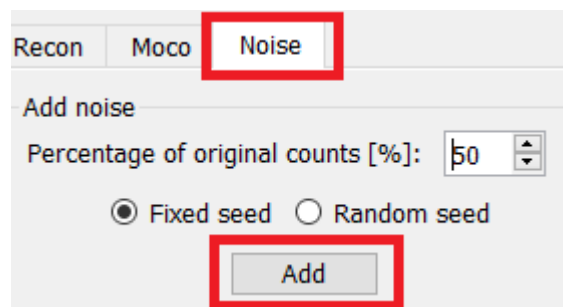 Recon Moco Noise
Add noise
Percentage of original counts [%]: 50
Fixed seed Random seed
Add